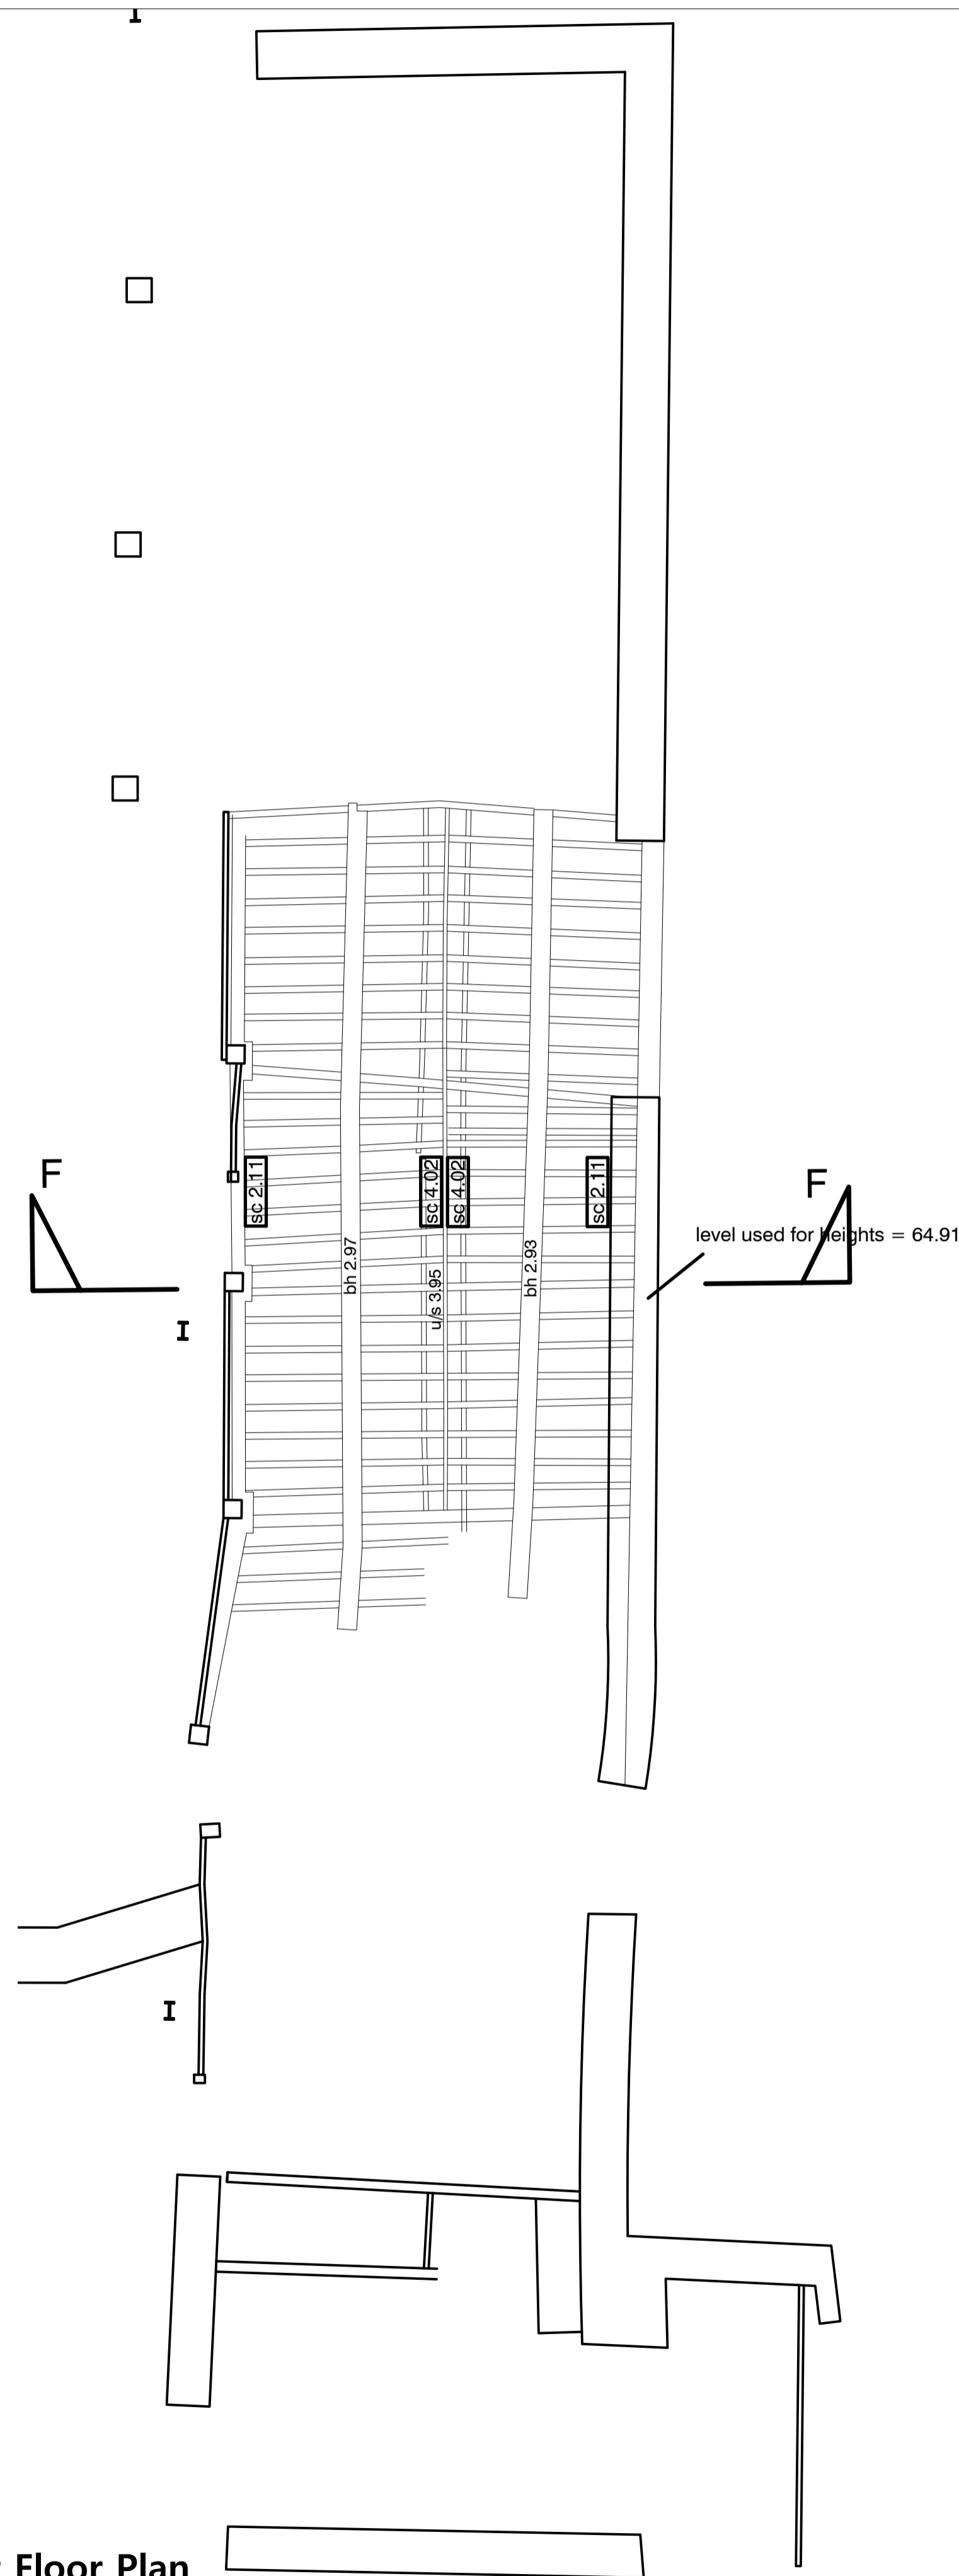 I
F
F
sc 2.11
sc 4.02
sc 4.02
sc 2.11
level used for heights = 64.91
bh 2.97
u/s 3.95
bh 2.93
I
I
Floor Plan